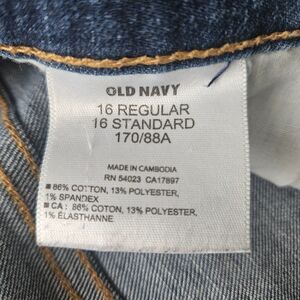 OLD NAVY
16 REGULAR
16 STANDARD
170/88A
MADE IN CAMBODIA
RN 54023 CA17897
■ 86% COTTON, 13% POLYESTER,
1% SPANDEX
■ CA : 86% COTON, 13% POLYESTER,
1% ÉLASTHANNE